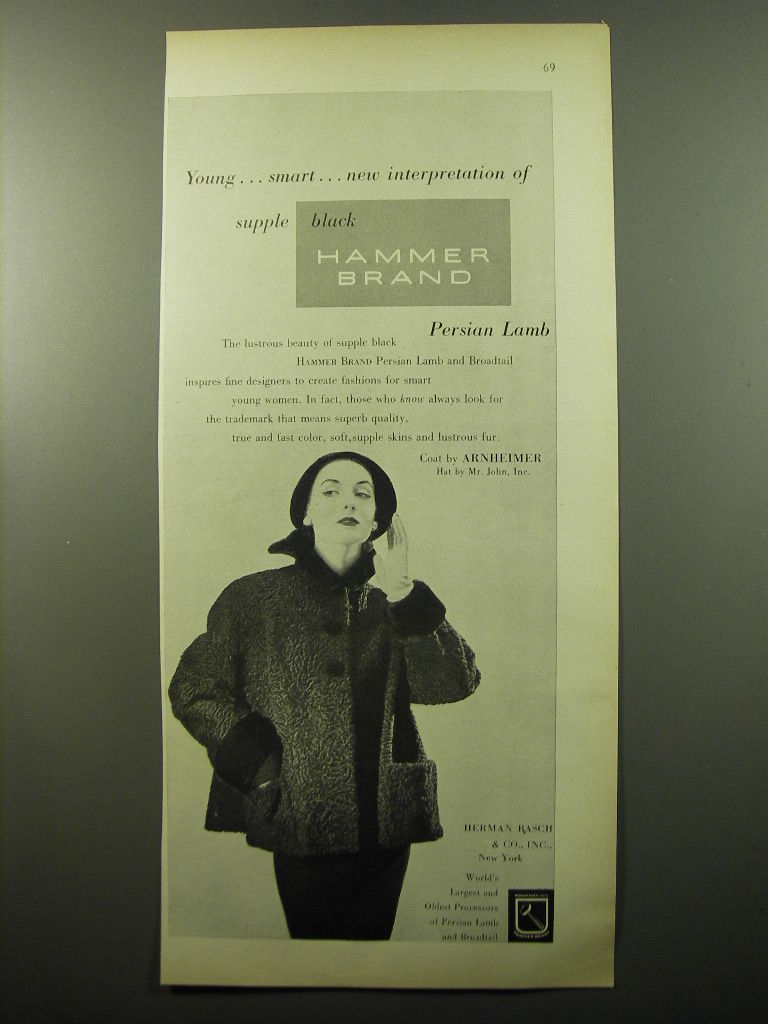 69
Young . . . smart . . . new interpretation of
supple black
HAMMER
BRAND
Persian Lamb
The lustrous beauty of supple black
HAMMER BRAND Persian Lamb and Broadtail
inspires fine designers to create fashions for smart
young women. In fact, those who know always look for
the trademark that means superb quality,
true and fast color, soft, supple skins and lustrous fur.
Coat by ARNHEIMER
Hat by Mr. John, Inc.
HERMAN BASCH
& CO., INC.,
New York
World's
Largest and
Oldest Processors
of Persian Lamb
and Broadtail
HAMMER BRAND